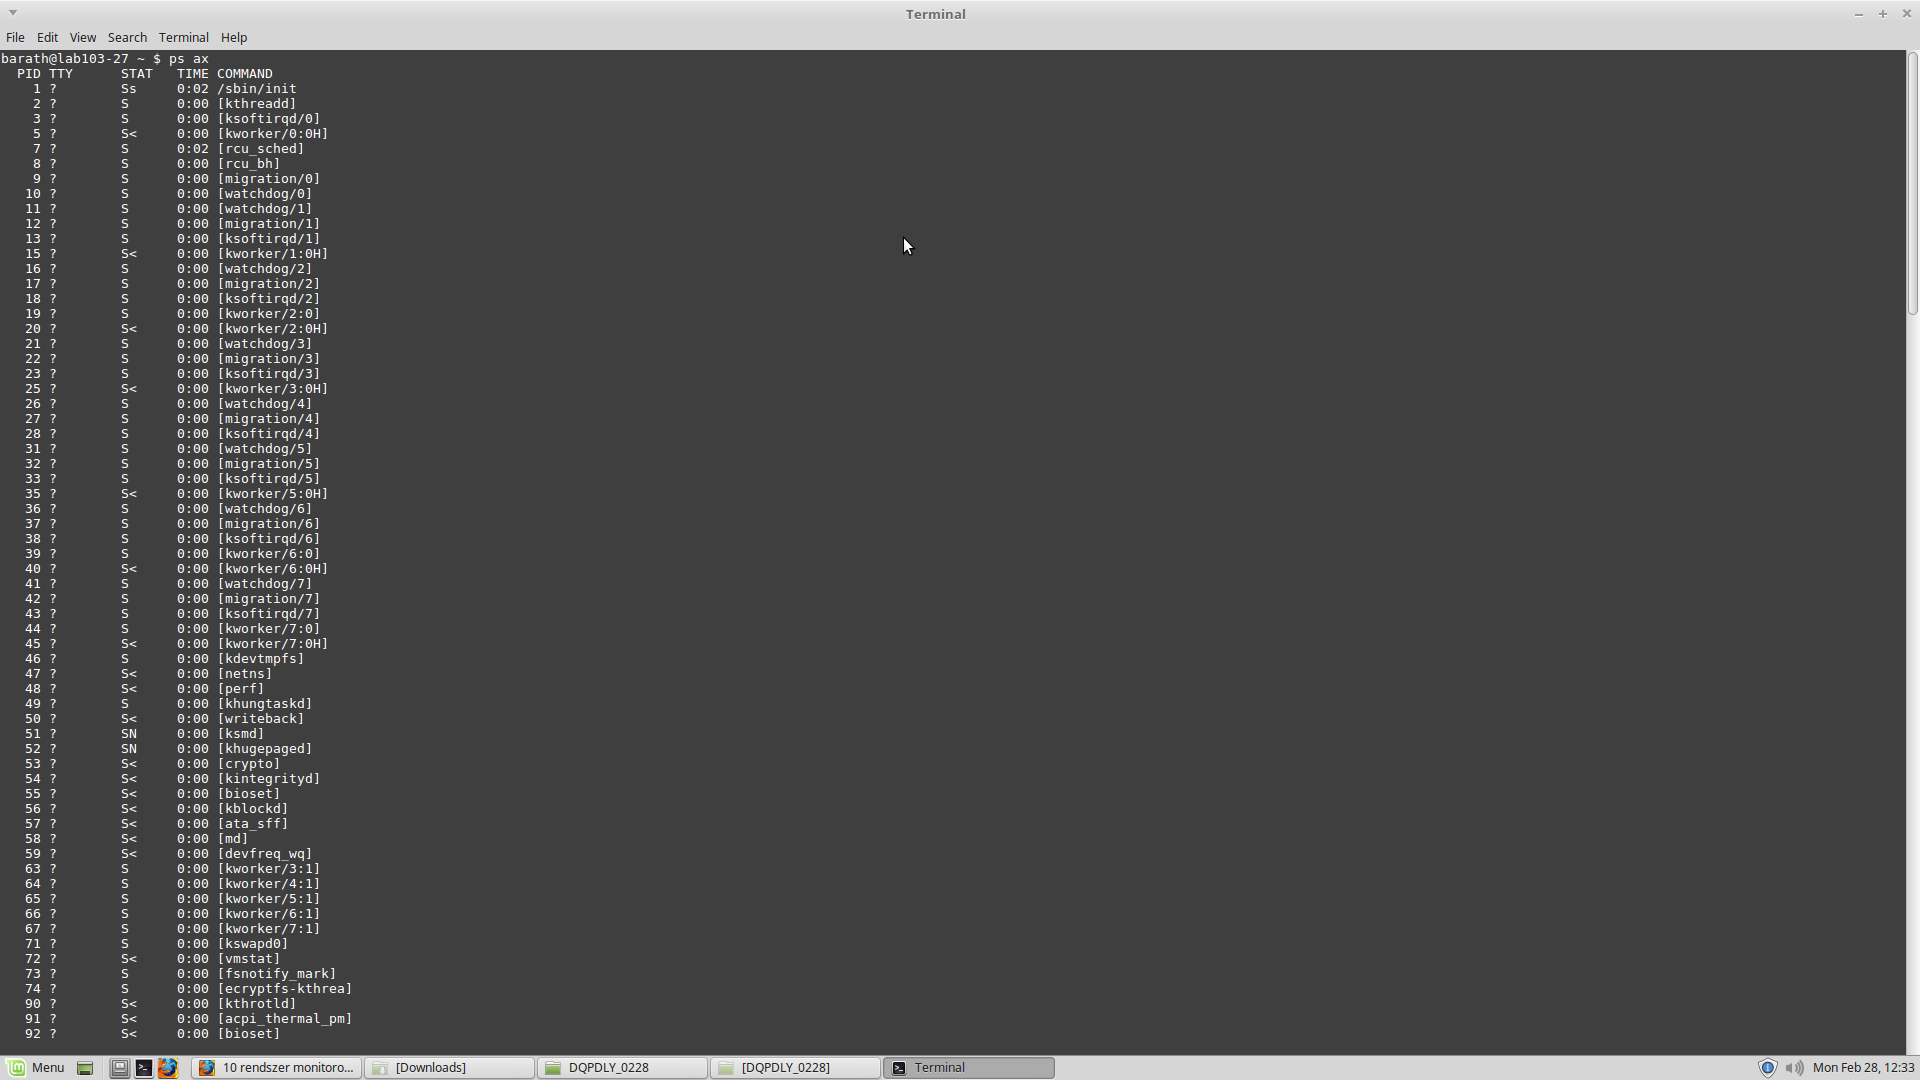 Terminal
File Edit View Search Terminal Help
barath@lab103-27 ~ $ ps ax
  PID TTY      STAT   TIME COMMAND
    1 ?        Ss     0:02 /sbin/init
    2 ?        S      0:00 [kthreadd]
    3 ?        S      0:00 [ksoftirqd/0]
    5 ?        S<     0:00 [kworker/0:0H]
    7 ?        S      0:02 [rcu_sched]
    8 ?        S      0:00 [rcu_bh]
    9 ?        S      0:00 [migration/0]
   10 ?        S      0:00 [watchdog/0]
   11 ?        S      0:00 [watchdog/1]
   12 ?        S      0:00 [migration/1]
   13 ?        S      0:00 [ksoftirqd/1]
   15 ?        S<     0:00 [kworker/1:0H]
   16 ?        S      0:00 [watchdog/2]
   17 ?        S      0:00 [migration/2]
   18 ?        S      0:00 [ksoftirqd/2]
   19 ?        S      0:00 [kworker/2:0]
   20 ?        S<     0:00 [kworker/2:0H]
   21 ?        S      0:00 [watchdog/3]
   22 ?        S      0:00 [migration/3]
   23 ?        S      0:00 [ksoftirqd/3]
   25 ?        S<     0:00 [kworker/3:0H]
   26 ?        S      0:00 [watchdog/4]
   27 ?        S      0:00 [migration/4]
   28 ?        S      0:00 [ksoftirqd/4]
   31 ?        S      0:00 [watchdog/5]
   32 ?        S      0:00 [migration/5]
   33 ?        S      0:00 [ksoftirqd/5]
   35 ?        S<     0:00 [kworker/5:0H]
   36 ?        S      0:00 [watchdog/6]
   37 ?        S      0:00 [migration/6]
   38 ?        S      0:00 [ksoftirqd/6]
   39 ?        S      0:00 [kworker/6:0]
   40 ?        S<     0:00 [kworker/6:0H]
   41 ?        S      0:00 [watchdog/7]
   42 ?        S      0:00 [migration/7]
   43 ?        S      0:00 [ksoftirqd/7]
   44 ?        S      0:00 [kworker/7:0]
   45 ?        S<     0:00 [kworker/7:0H]
   46 ?        S      0:00 [kdevtmpfs]
   47 ?        S<     0:00 [netns]
   48 ?        S<     0:00 [perf]
   49 ?        S      0:00 [khungtaskd]
   50 ?        S<     0:00 [writeback]
   51 ?        SN     0:00 [ksmd]
   52 ?        SN     0:00 [khugepaged]
   53 ?        S<     0:00 [crypto]
   54 ?        S<     0:00 [kintegrityd]
   55 ?        S<     0:00 [bioset]
   56 ?        S<     0:00 [kblockd]
   57 ?        S<     0:00 [ata_sff]
   58 ?        S<     0:00 [md]
   59 ?        S<     0:00 [devfreq_wq]
   63 ?        S      0:00 [kworker/3:1]
   64 ?        S      0:00 [kworker/4:1]
   65 ?        S      0:00 [kworker/5:1]
   66 ?        S      0:00 [kworker/6:1]
   67 ?        S      0:00 [kworker/7:1]
   71 ?        S      0:00 [kswapd0]
   72 ?        S<     0:00 [vmstat]
   73 ?        S      0:00 [fsnotify_mark]
   74 ?        S      0:00 [ecryptfs-kthrea]
   90 ?        S<     0:00 [kthrotld]
   91 ?        S<     0:00 [acpi_thermal_pm]
   92 ?        S<     0:00 [bioset]
Menu 10 rendszer monitoro... [Downloads] DQPDLY_0228 [DQPDLY_0228] Terminal Mon Feb 28, 12:33